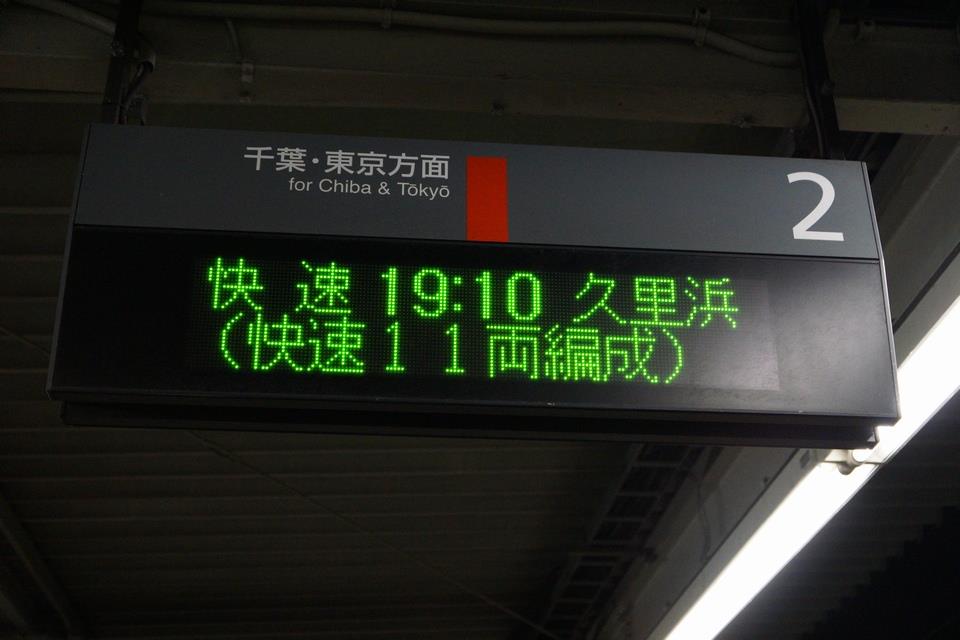 千葉・東京方面
for Chiba & Tōkyō
2
快 速 19:10 久里浜
(快速11両編成)